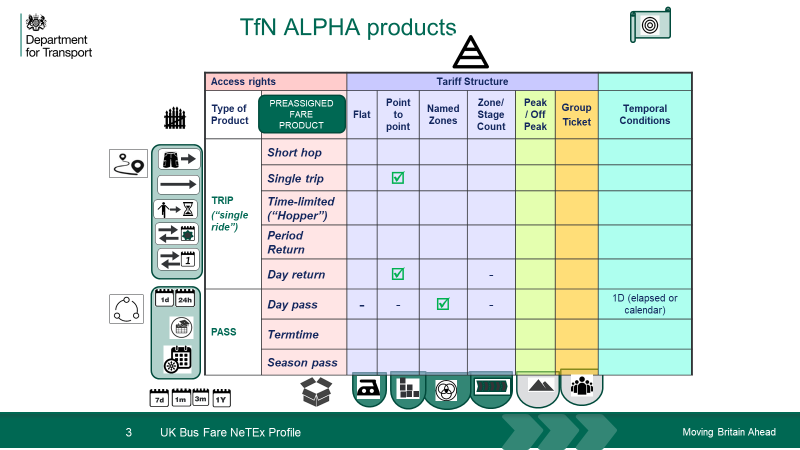 TfN ALPHA products
Department
for Transport
Access rights
Tariff Structure
Type of
Product
PREASSIGNED
FARE
PRODUCT
Flat
Point
to
point
Named
Zones
Zone/
Stage
Count
Peak
/ Off
Peak
Group
Ticket
Temporal
Conditions
TRIP
(“single
ride”)
Short hop
Single trip
Time-limited
(“Hopper”)
Period
Return
Day return
-
PASS
Day pass
-
-
-
1D (elapsed or
calendar)
Termtime
Season pass
1
1d
24h
7d
1m
3m
1Y
3
UK Bus Fare NeTEx Profile
Moving Britain Ahead